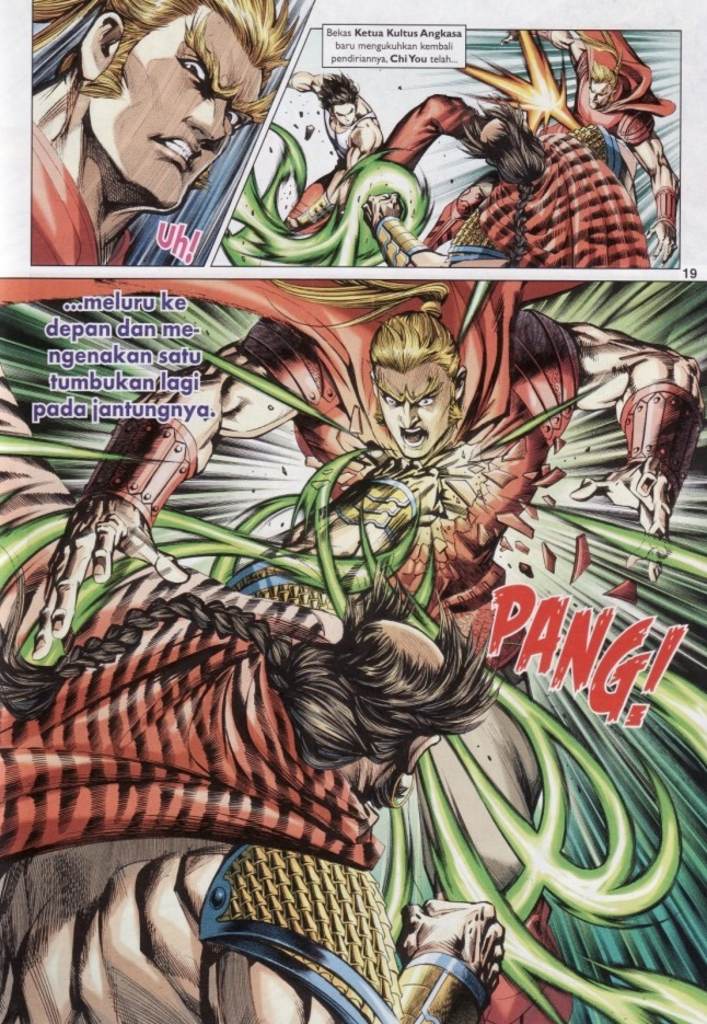 Uh!
Bekas Ketua Kultus Angkasa
baru mengukuhkan kembali
pendiriannya, Chi You telah...
19
...meluru ke
depan dan me-
ngenakan satu
tumbukan lagi
pada jantungnya.
PANG!